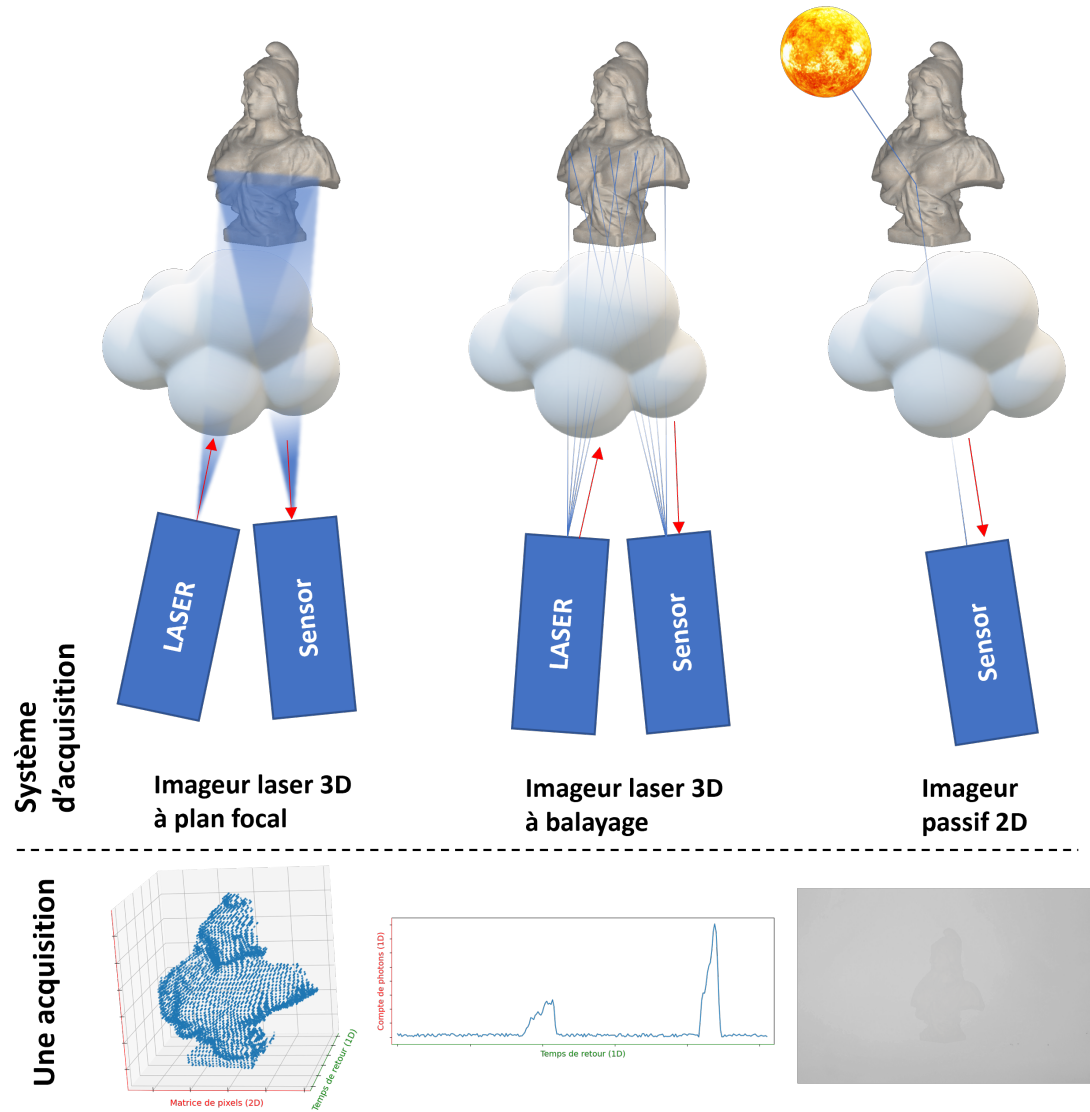 LASER
Sensor
LASER
Sensor
Sensor
Système
d'acquisition
Imageur laser 3D
à plan focal
Imageur laser 3D
à balayage
Imageur
passif 2D
Une acquisition
Matrice de pixels (2D)
Temps de retour (1D)
Compte de photons (1D)
Temps de retour (1D)